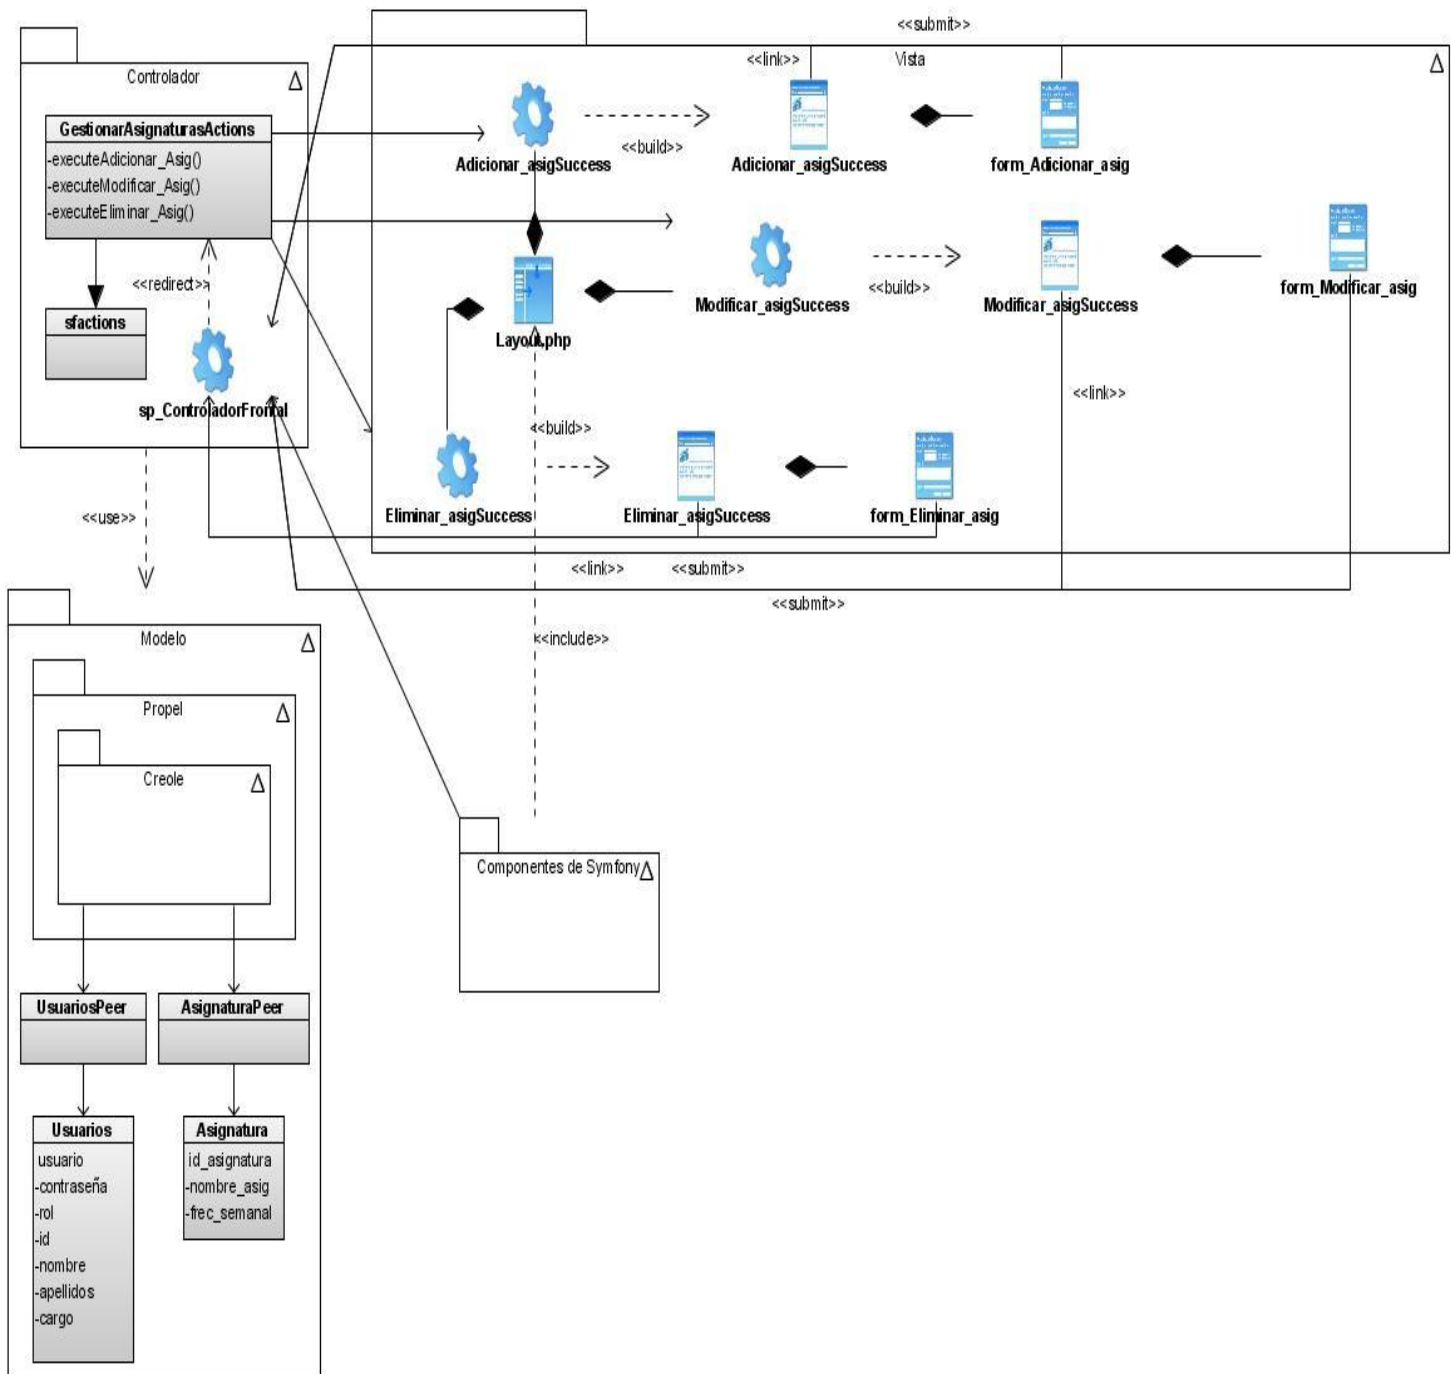 <<submit>>
Controlador
<<link>>
Vista
GestionarAsignaturasActions
-executeAdicionar_Asig()
-executeModificar_Asig()
-executeEliminar_Asig()
<<build>>
Adicionar_asigSuccess
Adicionar_asigSuccess
form_Adicionar_asig
<<redirect>>
<<build>>
Modificar_asigSuccess
Modificar_asigSuccess
form_Modificar_asig
sfactions
Layout.php
sp_ControladorFrontal
<<link>>
<<build>>
Eliminar_asigSuccess
Eliminar_asigSuccess
form_Eliminar_asig
<<use>>
<<link>>
<<submit>>
<<submit>>
Modelo
<<include>>
Propel
Creole
Componentes de Symfony
UsuariosPeer
AsignaturaPeer
Usuarios
usuario
-contraseña
-rol
-id
-nombre
-apellidos
-cargo
Asignatura
id_asignatura
-nombre_asig
-frec_semanal